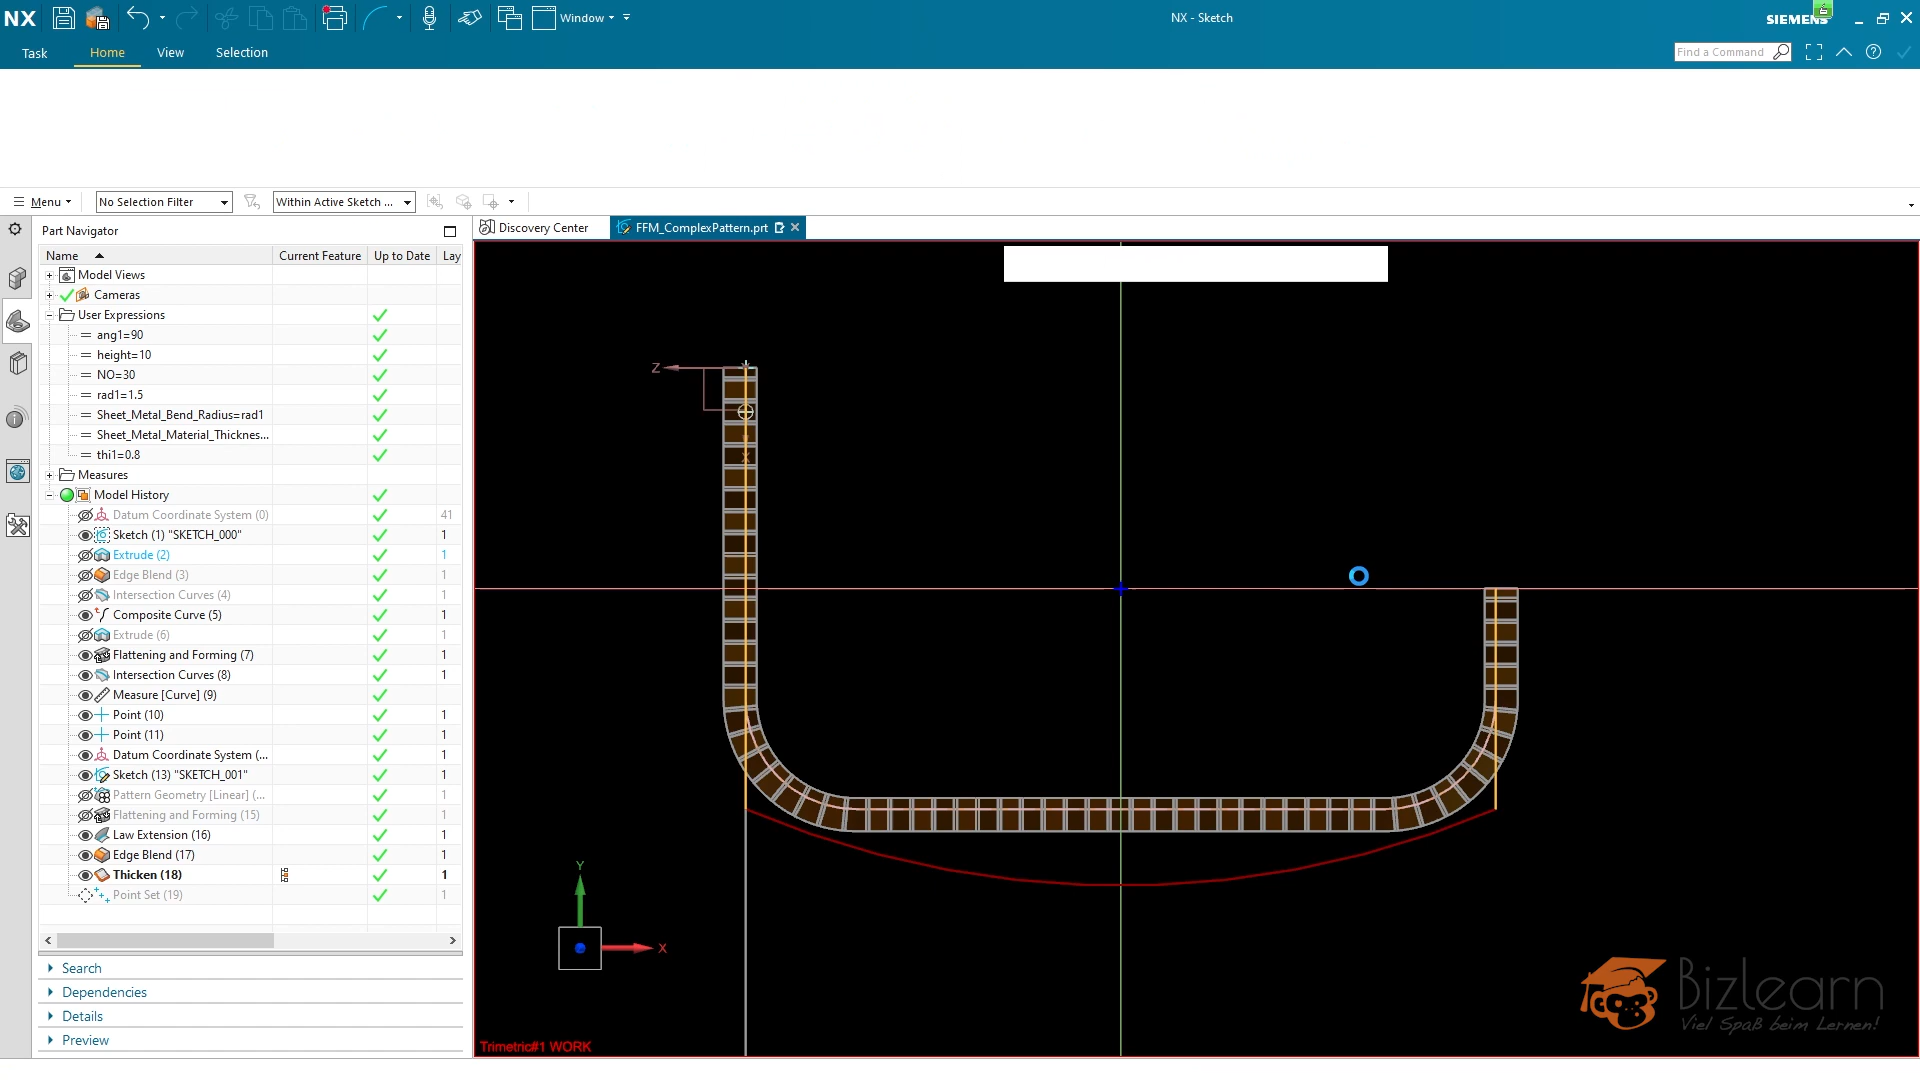 NX
Window
NX - Sketch
SIEMENS
Task
Home
View
Selection
Find a Command
Menu
No Selection Filter
Within Active Sketch ...
Part Navigator
Discovery Center
FFM_ComplexPattern.prt
Name
Current Feature
Up to Date
Lay
Model Views
Cameras
User Expressions
ang1=90
height=10
NO=30
rad1=1.5
Sheet_Metal_Bend_Radius=rad1
Sheet_Metal_Material_Thicknes...
thi1=0.8
Measures
Model History
Datum Coordinate System (0) 41
Sketch (1) "SKETCH_000" 1
Extrude (2) 1
Edge Blend (3) 1
Intersection Curves (4) 1
Composite Curve (5) 1
Extrude (6) 1
Flattening and Forming (7) 1
Intersection Curves (8) 1
Measure [Curve] (9)
Point (10) 1
Point (11) 1
Datum Coordinate System (... 1
Sketch (13) "SKETCH_001" 1
Pattern Geometry [Linear] (... 1
Flattening and Forming (15) 1
Law Extension (16) 1
Edge Blend (17) 1
Thicken (18) 1
Point Set (19) 1
Search
Dependencies
Details
Preview
Z
X
Y
X
Trimetric#1 WORK
Bizlearn
Viel Spaß beim Lernen!